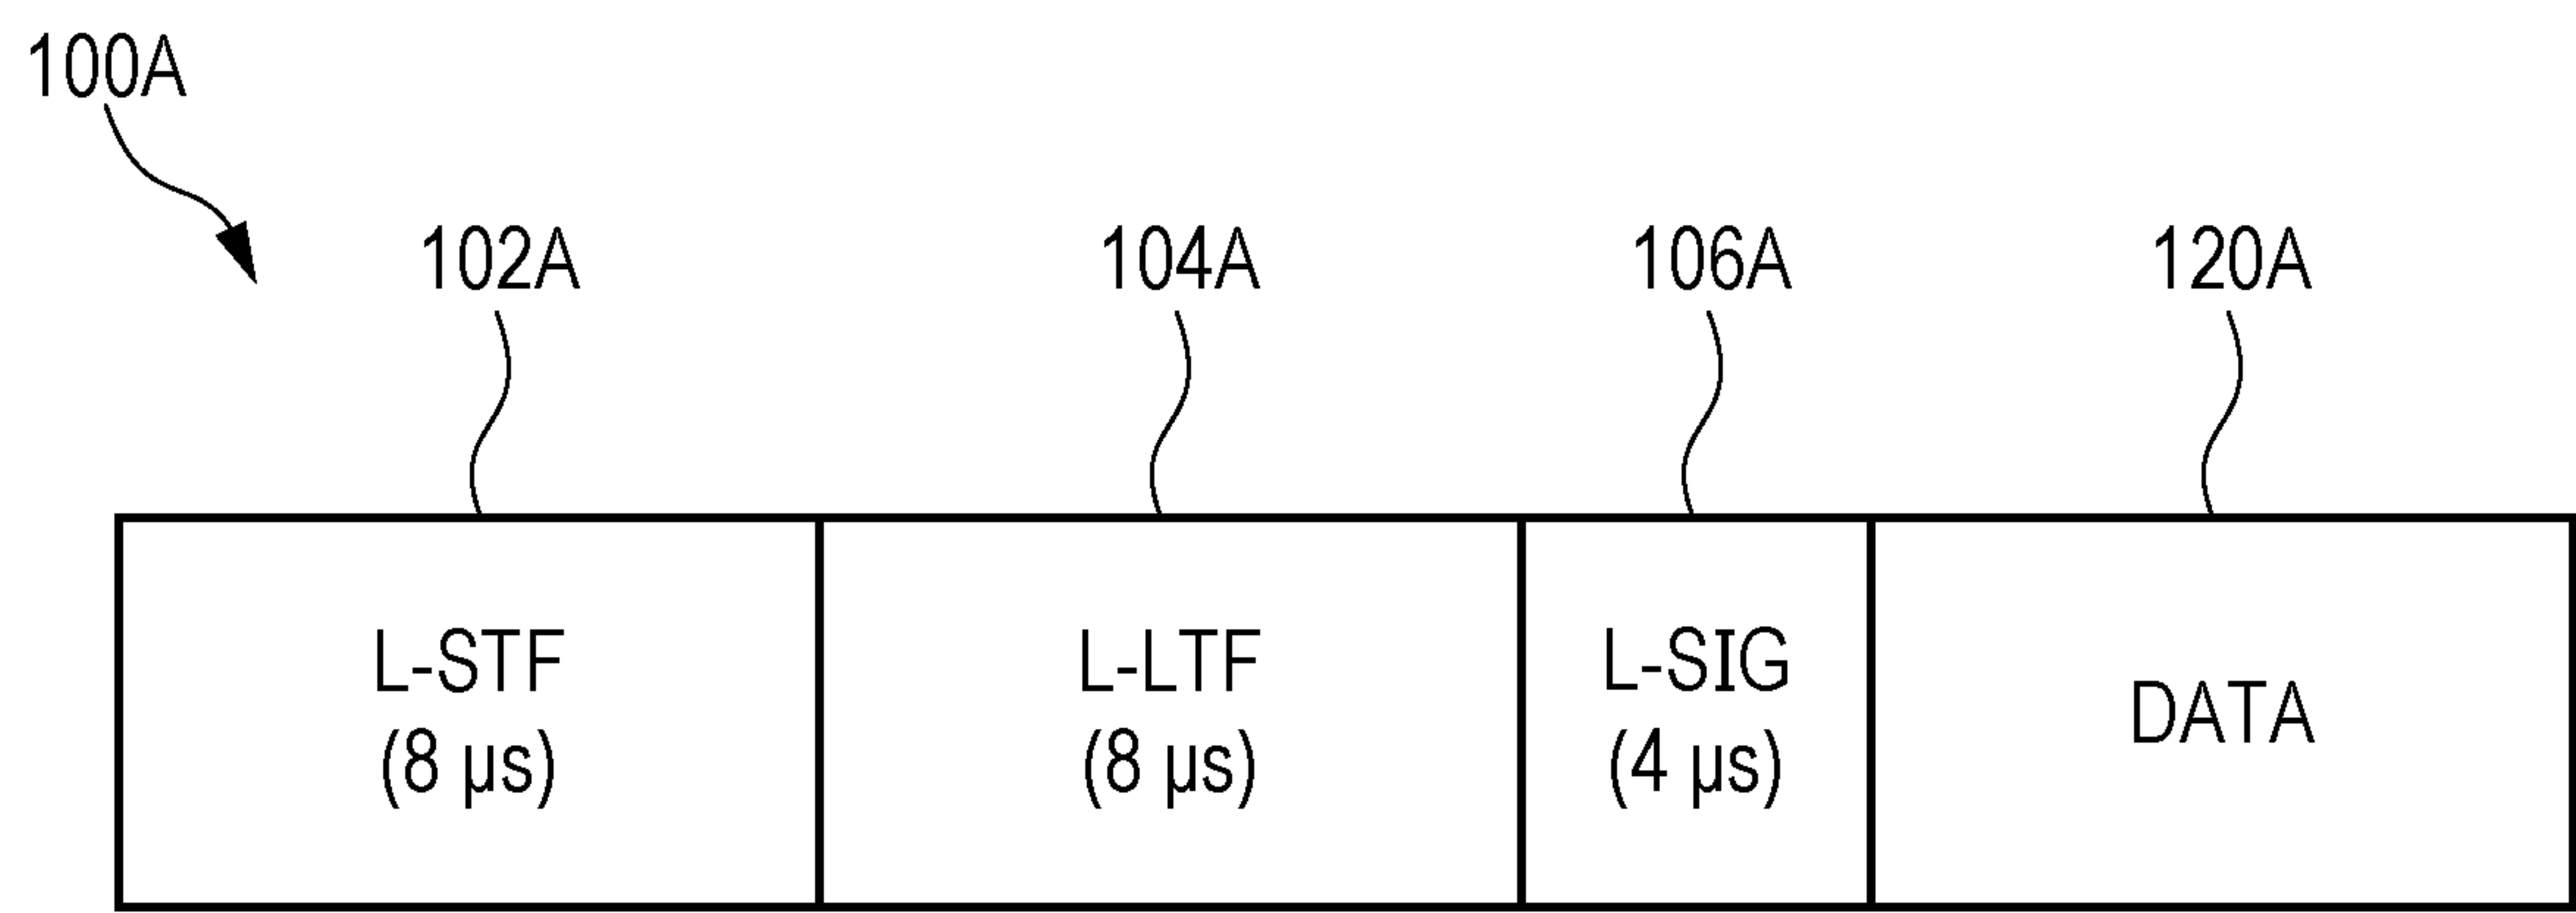 100A
102A
104A
106A
120A
L-STF
(8 µs)
L-LTF
(8 µs)
L-SIG
(4 µs)
DATA